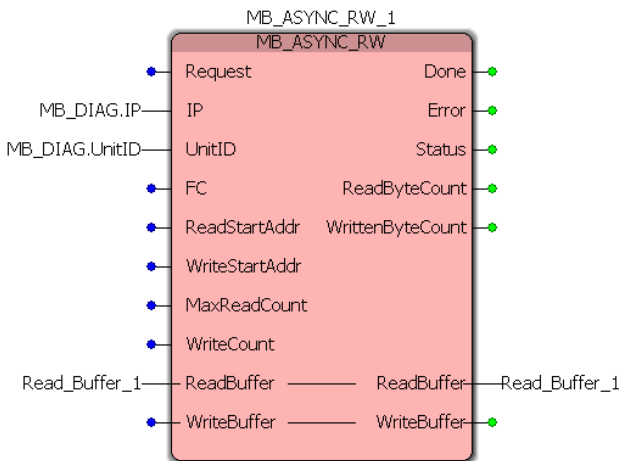 MB_ASYNC_RW_1
MB_ASYNC_RW
Request Done
MB_DIAG.IP IP Error
MB_DIAG.UnitID UnitID Status
FC ReadByteCount
ReadStartAddr WrittenByteCount
WriteStartAddr
MaxReadCount
WriteCount
Read_Buffer_1 ReadBuffer ReadBuffer Read_Buffer_1
WriteBuffer WriteBuffer